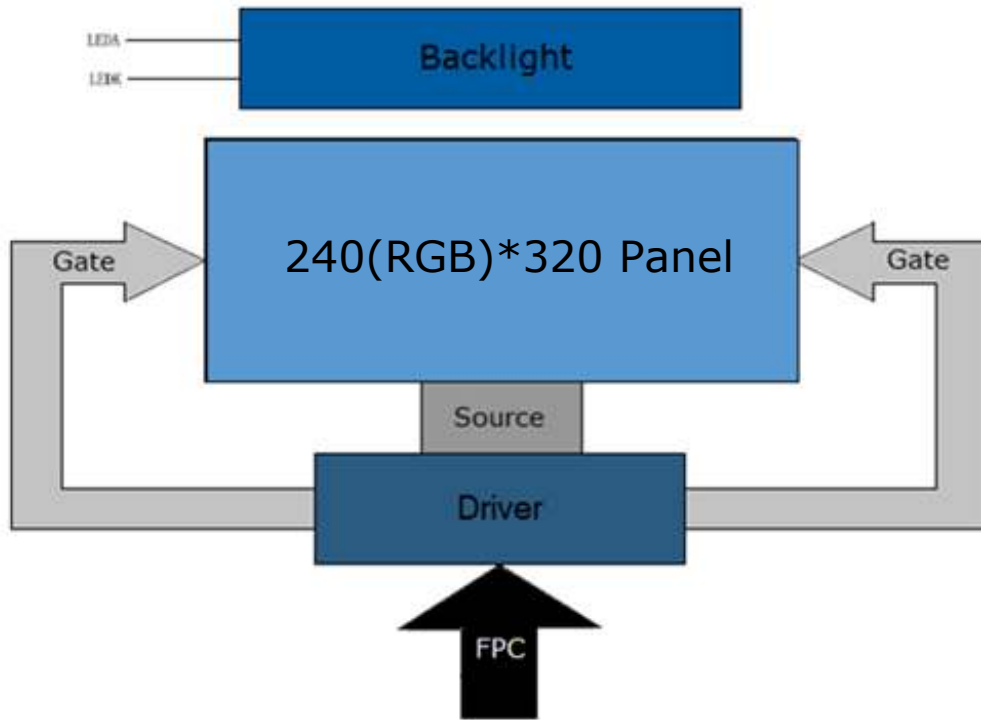 LEDA
LEDK
Backlight
240(RGB)*320 Panel
Gate
Gate
Source
Driver
FPC